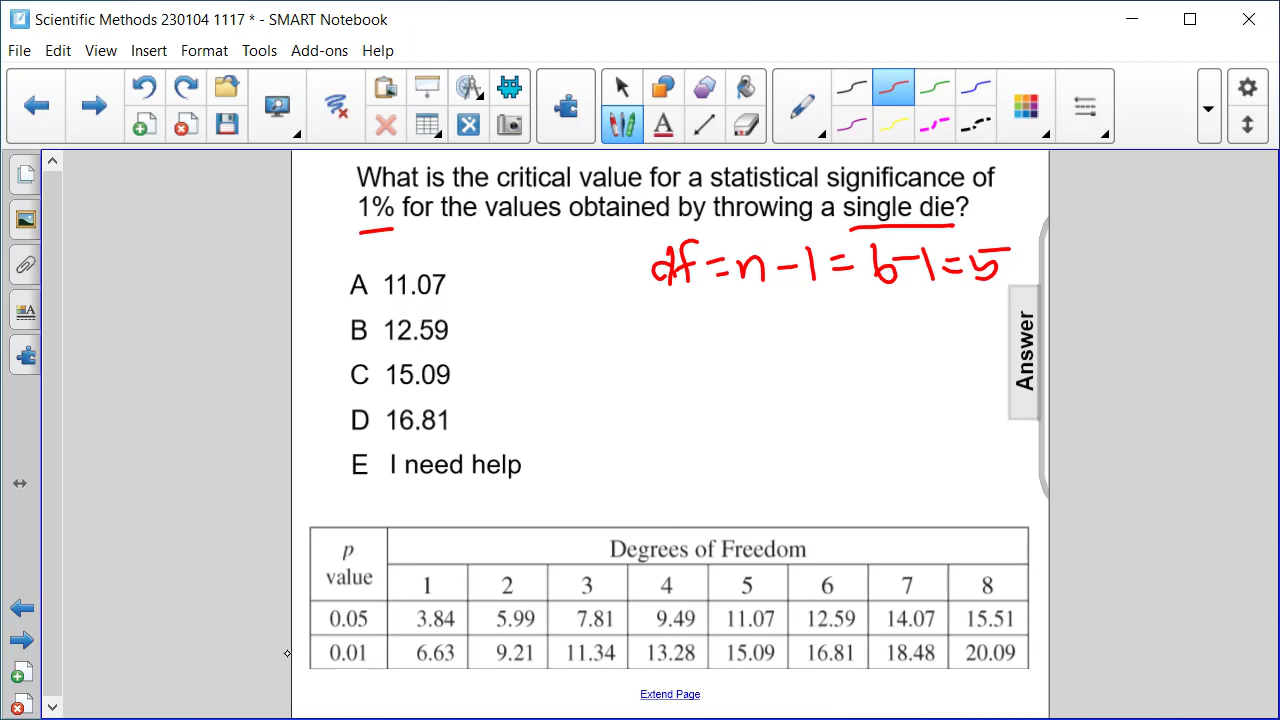 Scientific Methods 230104 1117 * - SMART Notebook
File Edit View Insert Format Tools Add-ons Help
What is the critical value for a statistical significance of
1% for the values obtained by throwing a single die?
df = n - 1 = 6 - 1 = 5
A 11.07
B 12.59
C 15.09
D 16.81
E I need help
Answer
p value Degrees of Freedom
1 2 3 4 5 6 7 8
0.05 3.84 5.99 7.81 9.49 11.07 12.59 14.07 15.51
0.01 6.63 9.21 11.34 13.28 15.09 16.81 18.48 20.09
Extend Page